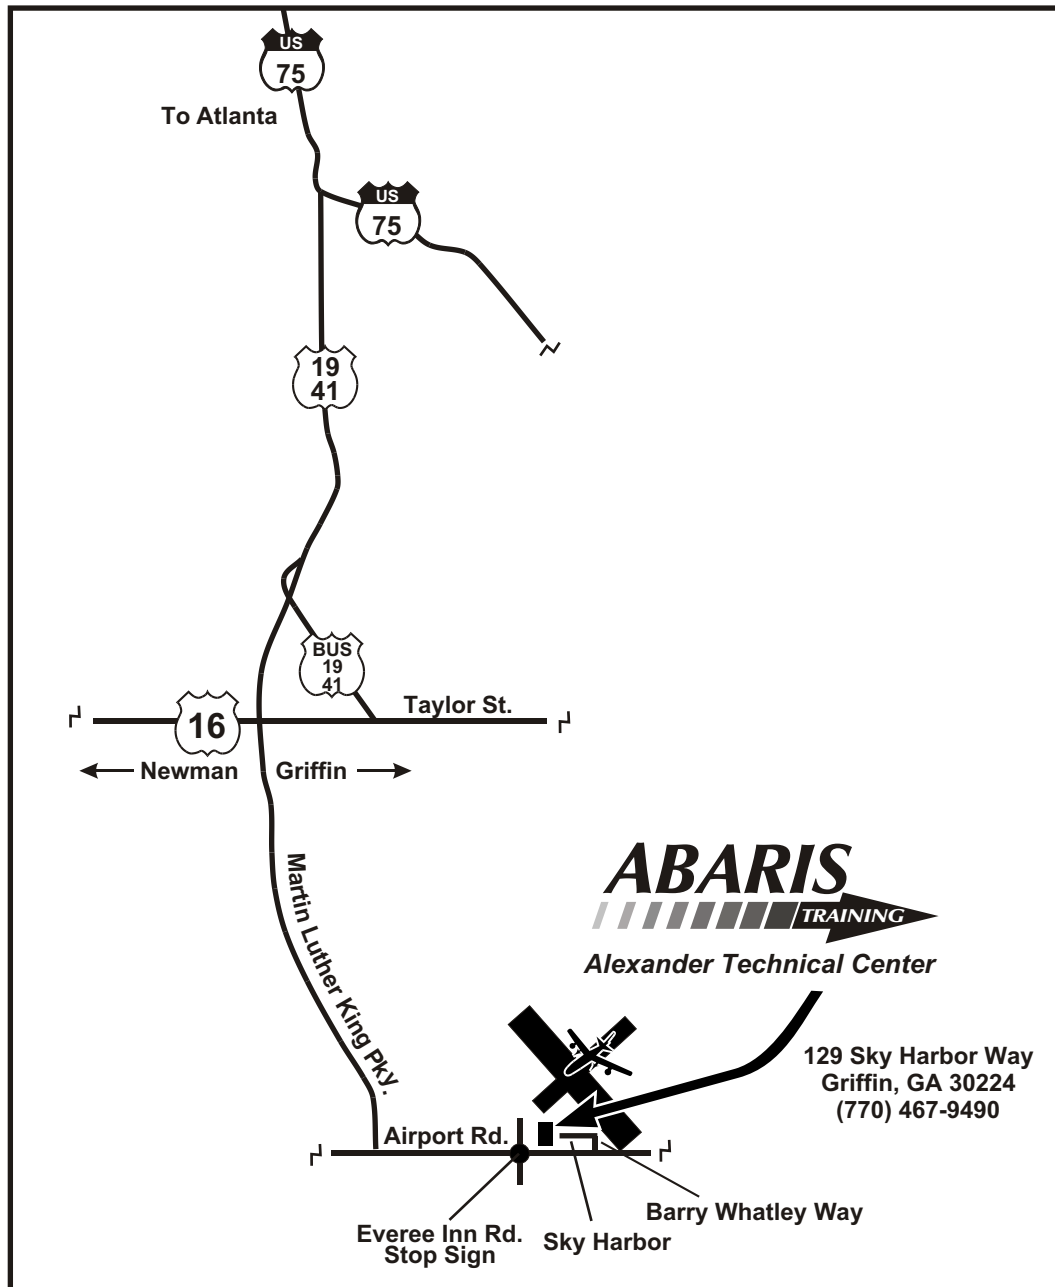 US
75
To Atlanta
US
75
19
41
BUS
19
41
Taylor St.
16
Newman
Griffin
Martin Luther King Pky.
ABARIS
TRAINING
Alexander Technical Center
129 Sky Harbor Way
Griffin, GA 30224
(770) 467-9490
Airport Rd.
Barry Whatley Way
Everee Inn Rd.
Stop Sign
Sky Harbor